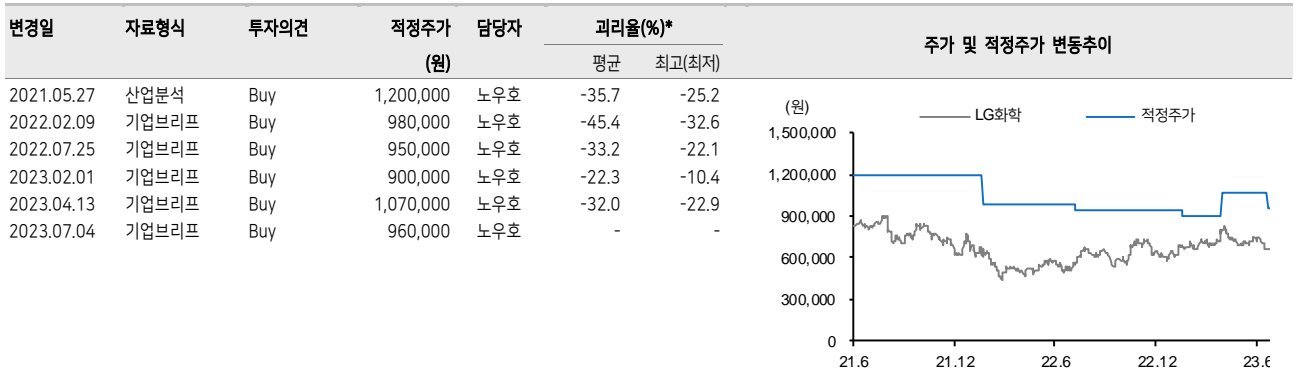 변경일 자료형식 투자의견 적정주가 담당자 괴리율(%)* 주가 및 적정주가 변동추이
(원) 평균 최고(최저)
2021.05.27 산업분석 Buy 1,200,000 노우호 -35.7 -25.2
2022.02.09 기업브리프 Buy 980,000 노우호 -45.4 -32.6
2022.07.25 기업브리프 Buy 950,000 노우호 -33.2 -22.1
2023.02.01 기업브리프 Buy 900,000 노우호 -22.3 -10.4
2023.04.13 기업브리프 Buy 1,070,000 노우호 -32.0 -22.9
2023.07.04 기업브리프 Buy 960,000 노우호 - -
(원) LG화학 적정주가
1,500,000
1,200,000
900,000
600,000
300,000
0
21.6 21.12 22.6 22.12 23.6